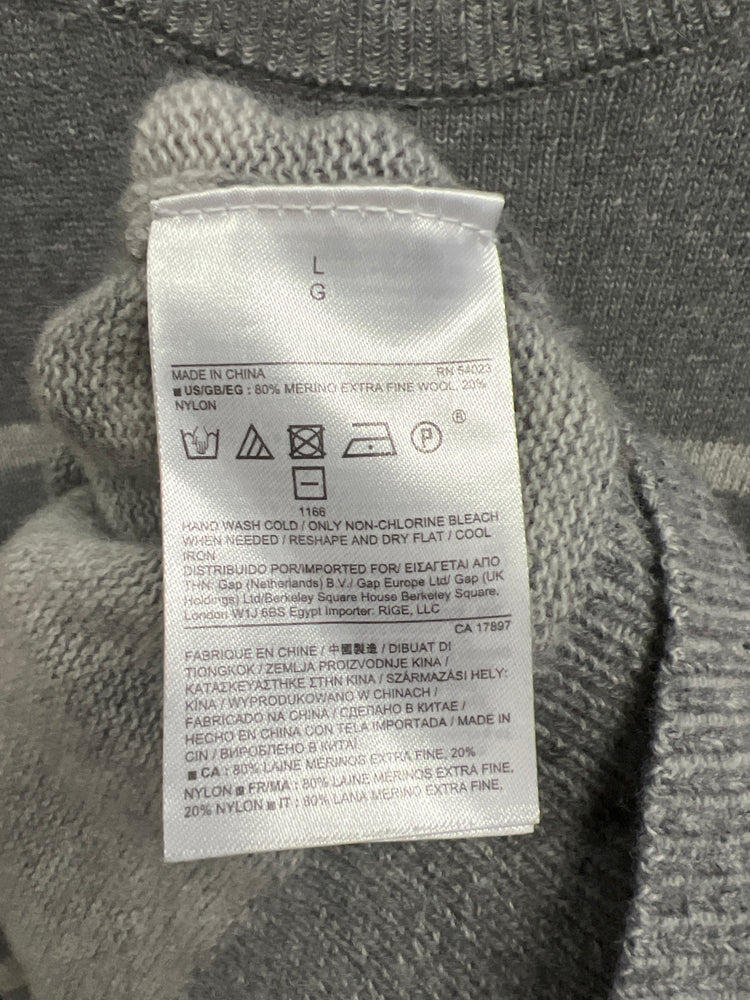 L
G
MADE IN CHINA RN 54023
■ US/GB/EG : 80% MERINO EXTRA FINE WOOL, 20%
NYLON
P ®
1166
HAND WASH COLD / ONLY NON-CHLORINE BLEACH
WHEN NEEDED / RESHAPE AND DRY FLAT / COOL
IRON
DISTRIBUIDO POR/IMPORTED FOR/ ΕΙΣΑΓΕΤΑΙ ΑΠΟ
ΤΗΝ: Gap (Netherlands) B.V./ Gap Europe Ltd/ Gap (UK
Holdings) Ltd/Berkeley Square House Berkeley Square,
London W1J 6BS Egypt Importer: RIGE, LLC
CA 17897
FABRIQUE EN CHINE / 中國製造 / DIBUAT DI
TIONGKOK / ZEMLJA PROIZVODNJE KINA /
ΚΑΤΑΣΚΕΥΑΣΤΗΚΕ ΣΤΗΝ ΚΙΝΑ / SZÁRMAZÁSI HELY:
KÍNA / WYPRODUKOWANO W CHINACH /
FABRICADO NA CHINA / СДЕЛАНО В КИТАЕ /
HECHO EN CHINA CON TELA IMPORTADA / MADE IN
CIN / ВИРОБЛЕНО В КИТАЇ
■ CA : 80% LAINE MÉRINOS EXTRA FINE, 20%
NYLON ■ FR/MA : 80% LAINE MÉRINOS EXTRA FINE,
20% NYLON ■ IT : 80% LANA MERINO EXTRA FINE,